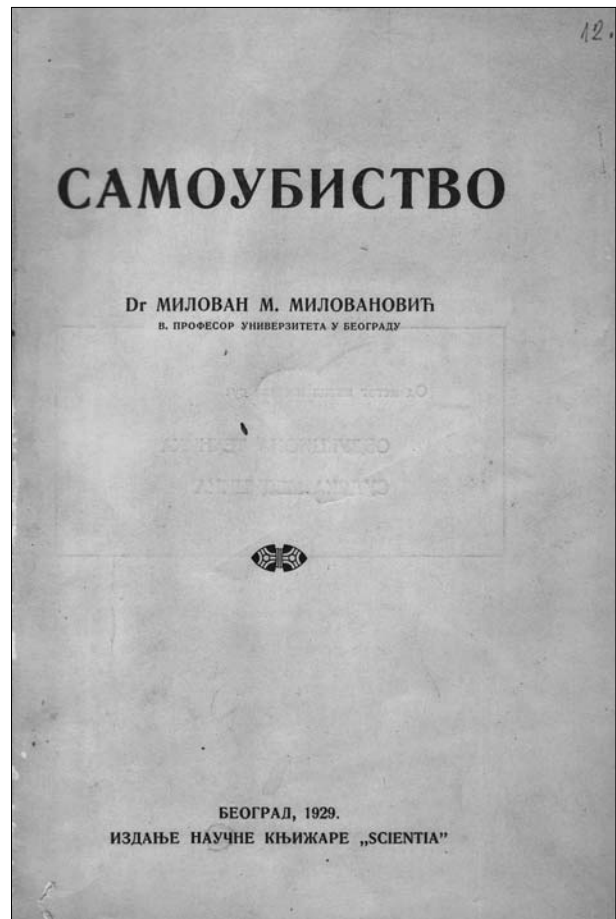 12.
САМОУБИСТВО
Dr МИЛОВАН М. МИЛОВАНОВИЋ
В. ПРОФЕСОР УНИВЕРЗИТЕТА У БЕОГРАДУ
БЕОГРАД, 1929.
ИЗДАЊЕ НАУЧНЕ КЊИЖАРЕ „SCIENTIA”